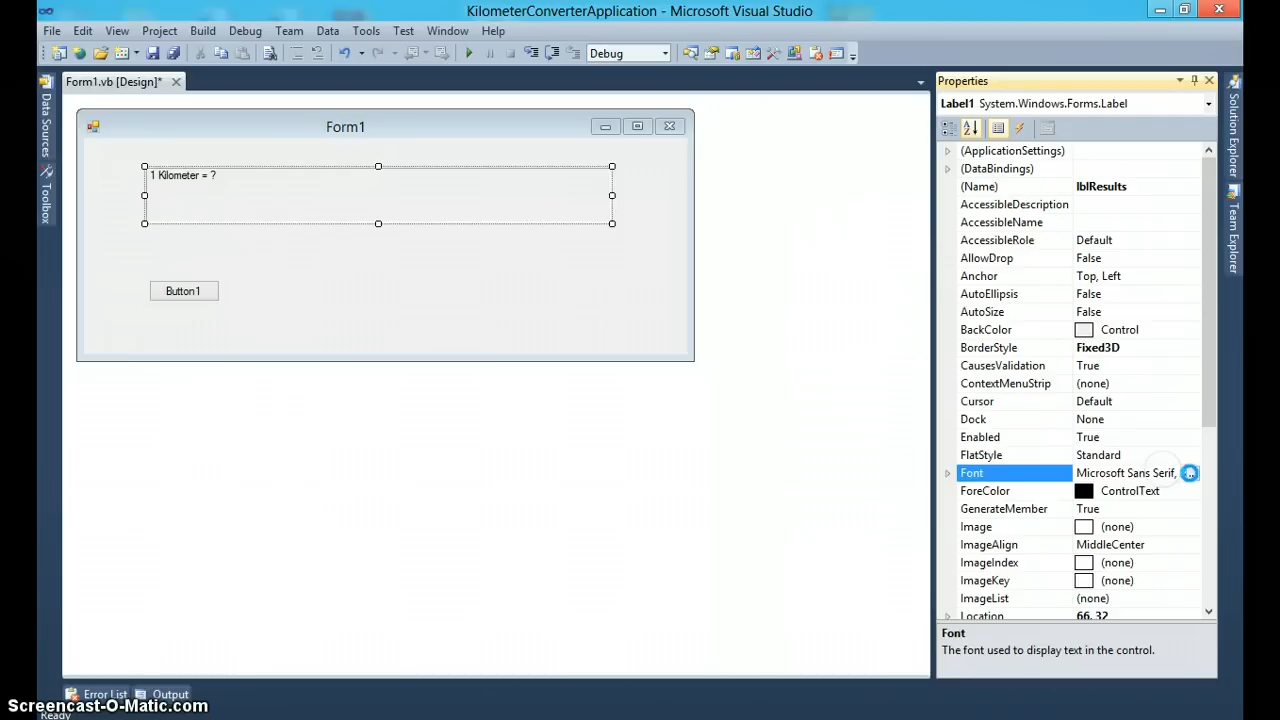 KilometerConverterApplication - Microsoft Visual Studio
File Edit View Project Build Debug Team Data Tools Test Window Help
Debug
Form1.vb [Design]*
Data Sources
Toolbox
Form1
1 Kilometer = ?
Button1
Properties
Label1 System.Windows.Forms.Label
(ApplicationSettings)
(DataBindings)
(Name) lblResults
AccessibleDescription
AccessibleName
AccessibleRole Default
AllowDrop False
Anchor Top, Left
AutoEllipsis False
AutoSize False
BackColor Control
BorderStyle Fixed3D
CausesValidation True
ContextMenuStrip (none)
Cursor Default
Dock None
Enabled True
FlatStyle Standard
Font Microsoft Sans Serif,
ForeColor ControlText
GenerateMember True
Image (none)
ImageAlign MiddleCenter
ImageIndex (none)
ImageKey (none)
ImageList (none)
Location 66, 32
Font
The font used to display text in the control.
Solution Explorer
Team Explorer
Error List Output
Ready
Screencast-O-Matic.com